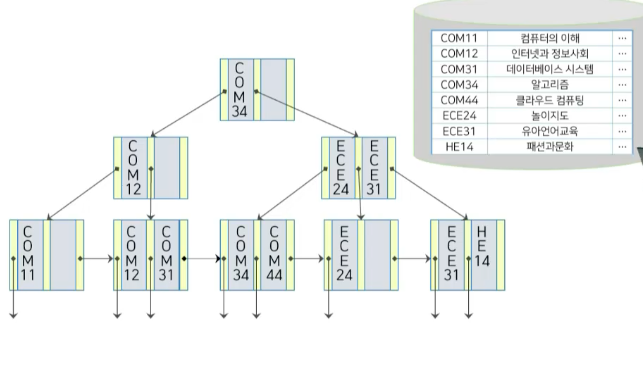 COM11 컴퓨터의 이해 ...
COM12 인터넷과 정보사회 ...
COM31 데이터베이스 시스템 ...
COM34 알고리즘 ...
COM44 클라우드 컴퓨팅 ...
ECE24 놀이지도 ...
ECE31 유아언어교육 ...
HE14 패션과문화 ...
COM34
COM12
ECE24 ECE31
COM11
COM12 COM31
COM34 COM44
ECE24
ECE31 HE14